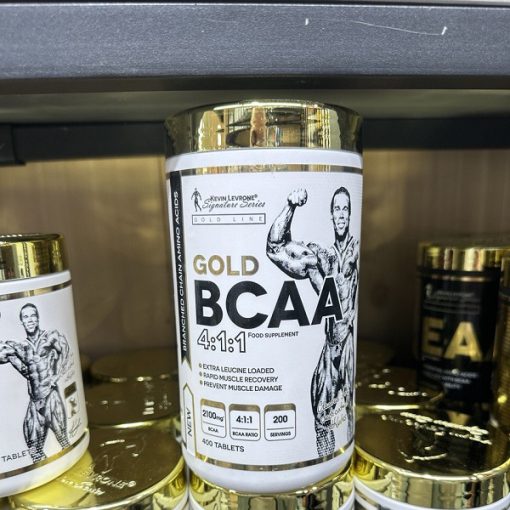 KEVIN LEVRONE®
Signature Series
GOLD LINE
BRANCHED CHAIN AMINO ACIDS
GOLD
BCAA
4:1:1 FOOD SUPPLEMENT
• EXTRA LEUCINE LOADED
• RAPID MUSCLE RECOVERY
• PREVENT MUSCLE DAMAGE
NEW
2100mg
BCAA
4:1:1
BCAA RATIO
200
SERVINGS
400 TABLETS
TABLETS
EA